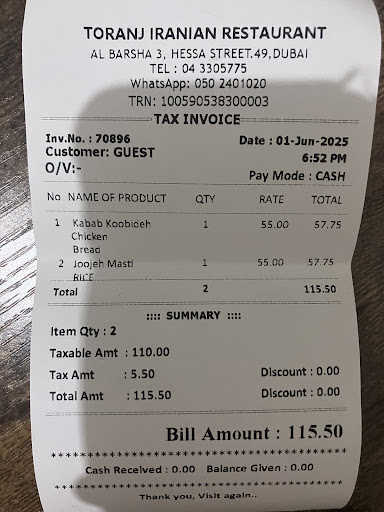 TORANJ IRANIAN RESTAURANT
AL BARSHA 3, HESSA STREET.49,DUBAI
TEL : 04 3305775
WhatsApp: 050 2401020
TRN: 100590538300003
TAX INVOICE
Inv.No. : 70896 Date : 01-Jun-2025
Customer: GUEST 6:52 PM
O/V:- Pay Mode : CASH
No NAME OF PRODUCT QTY RATE TOTAL
1 Kabab Koobideh 1 55.00 57.75
Chicken
Bread
2 Joojeh Masti 1 55.00 57.75
RICE
Total 2 115.50
:::: SUMMARY ::::
Item Qty : 2
Taxable Amt : 110.00
Tax Amt : 5.50 Discount : 0.00
Total Amt : 115.50 Discount : 0.00
Bill Amount : 115.50
Cash Received : 0.00 Balance Given : 0.00
Thank you, Visit again..